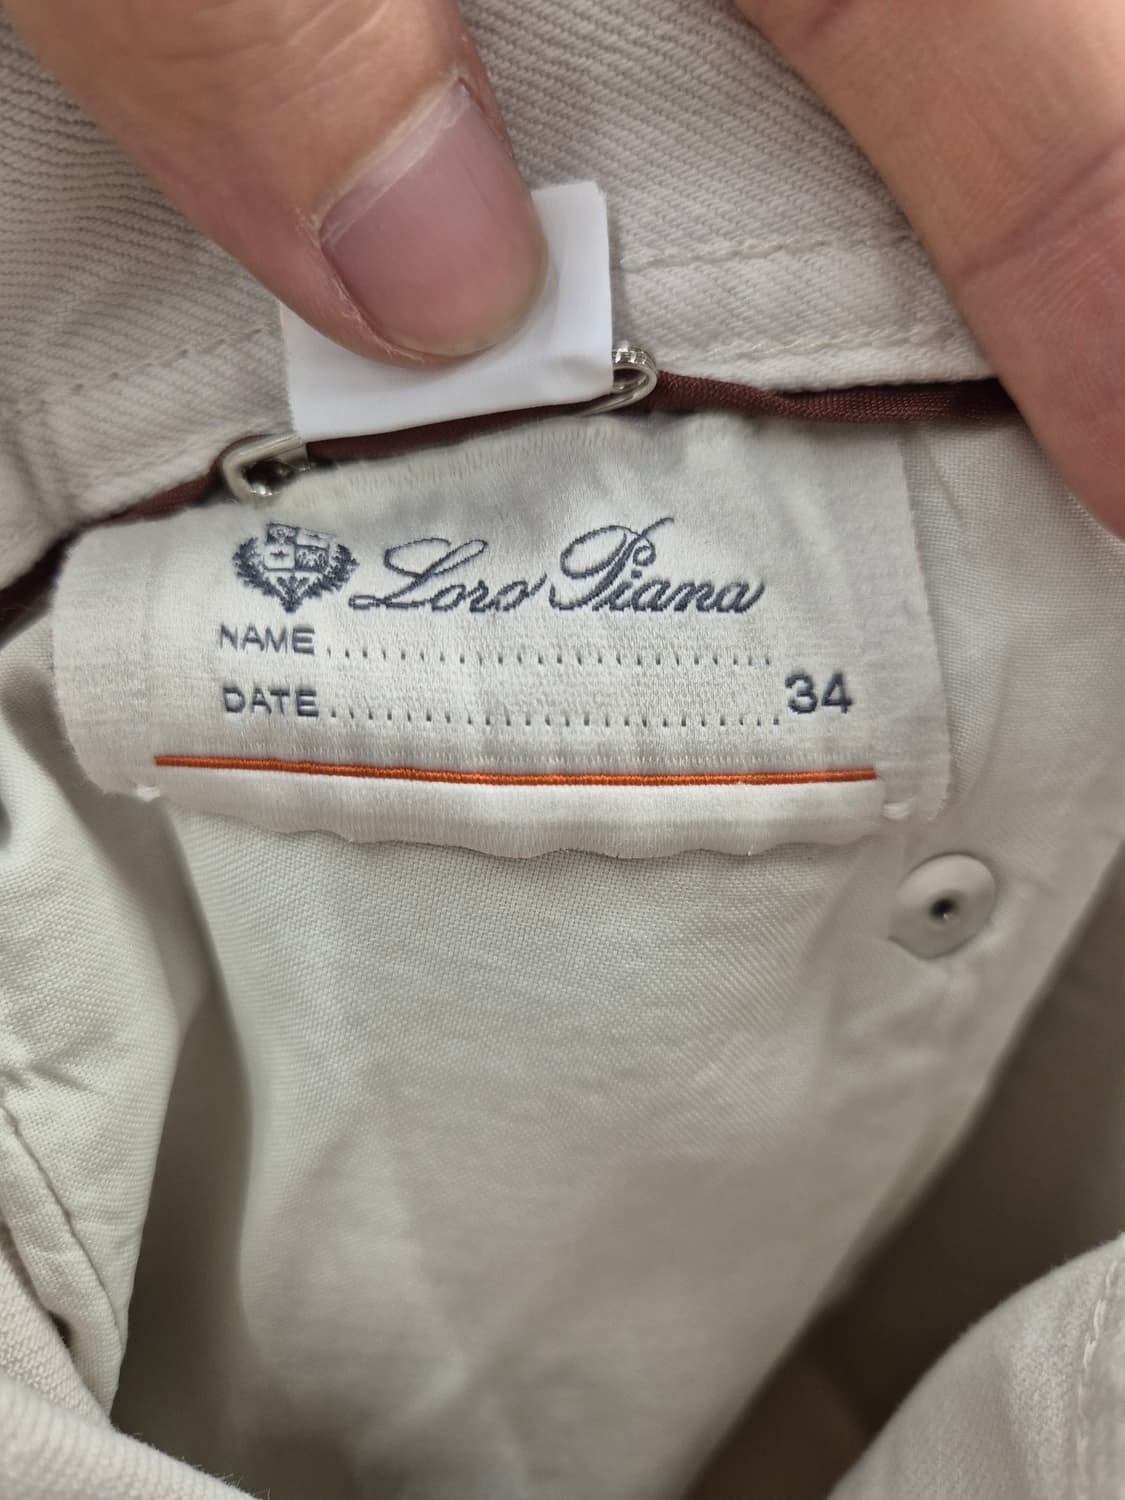 Loro Piana
NAME......................................
DATE...................................... 34